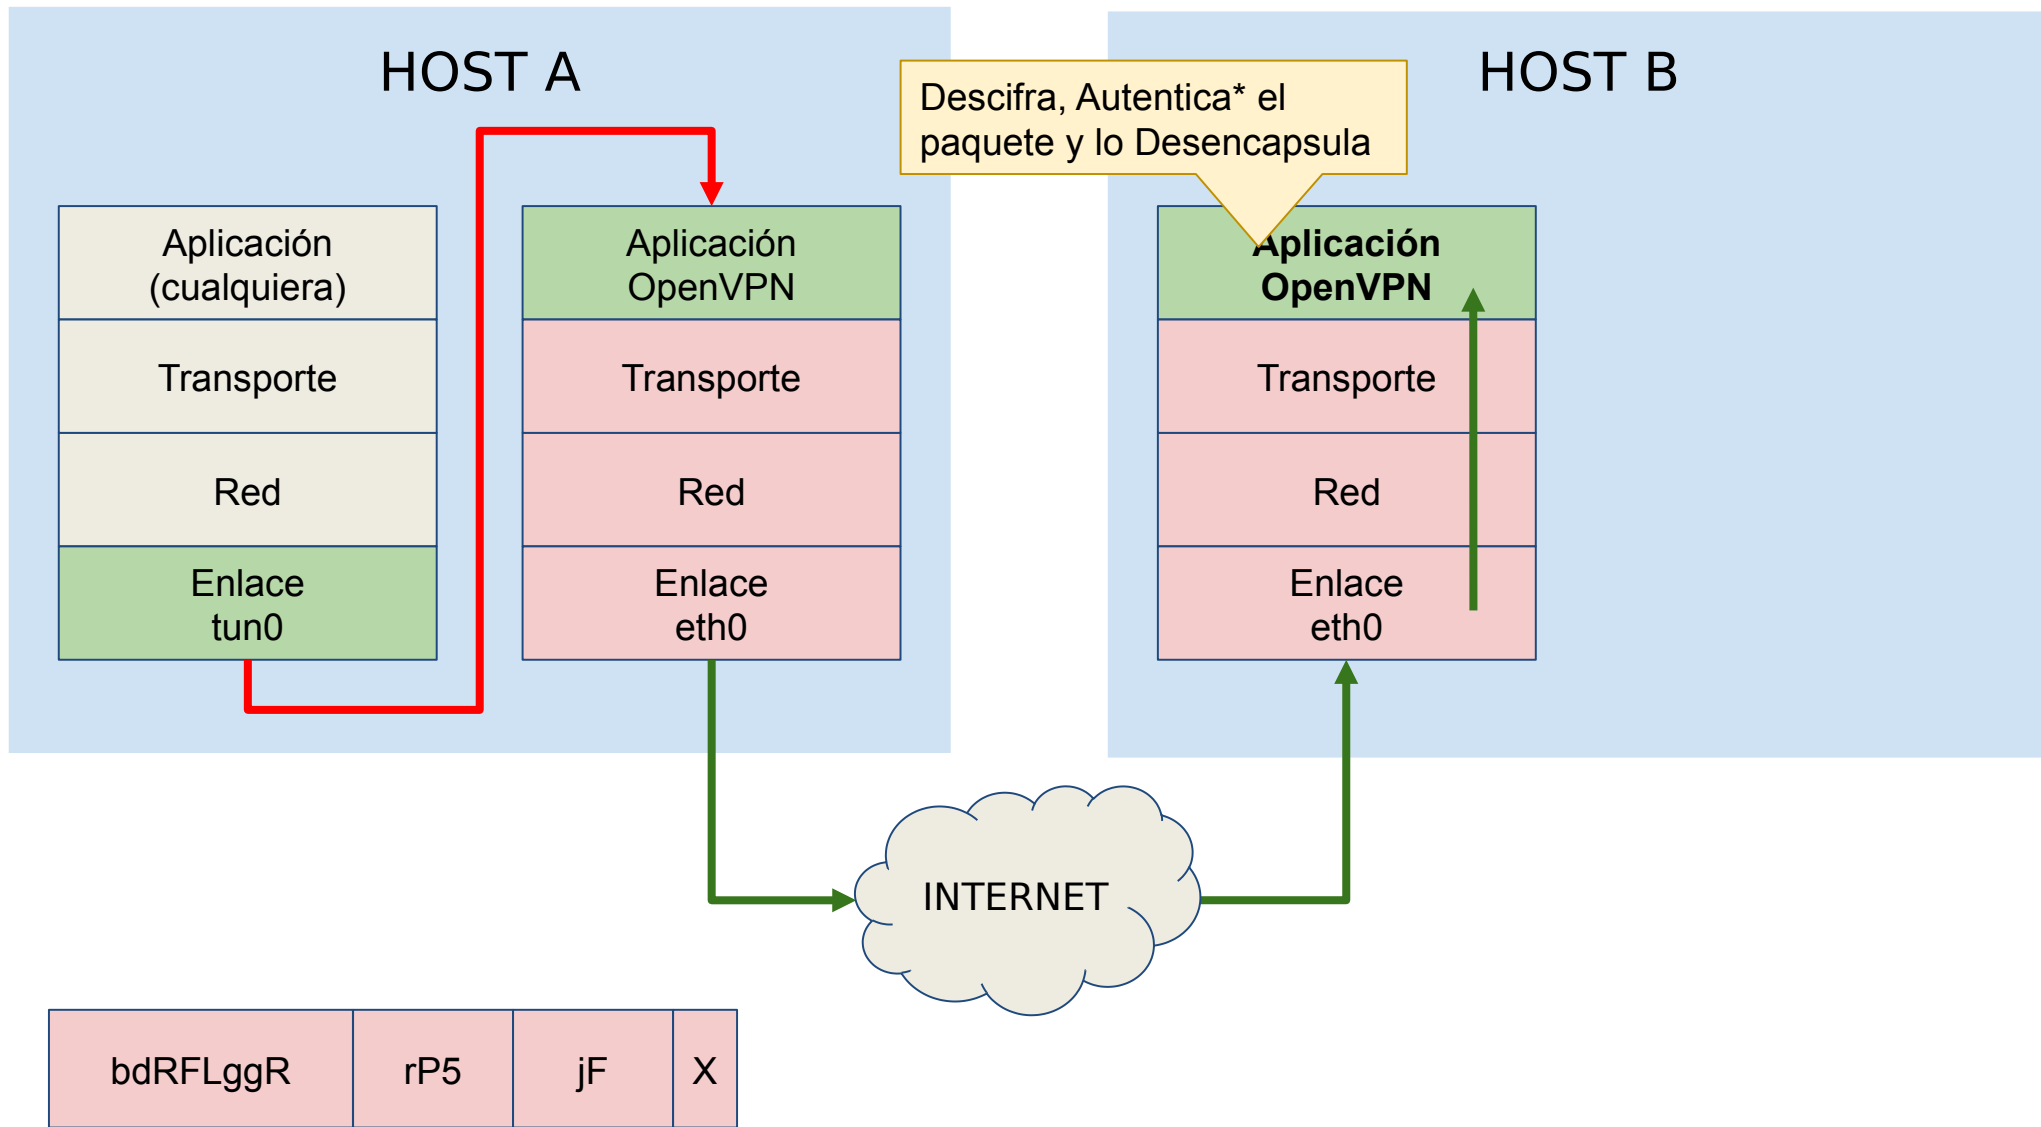 HOST A
HOST B
Descifra, Autentica* el
paquete y lo Desencapsula
Aplicación
(cualquiera)
Transporte
Red
Enlace
tun0
Aplicación
OpenVPN
Transporte
Red
Enlace
eth0
Aplicación
OpenVPN
Transporte
Red
Enlace
eth0
INTERNET
bdRFLggR
rP5
jF
X